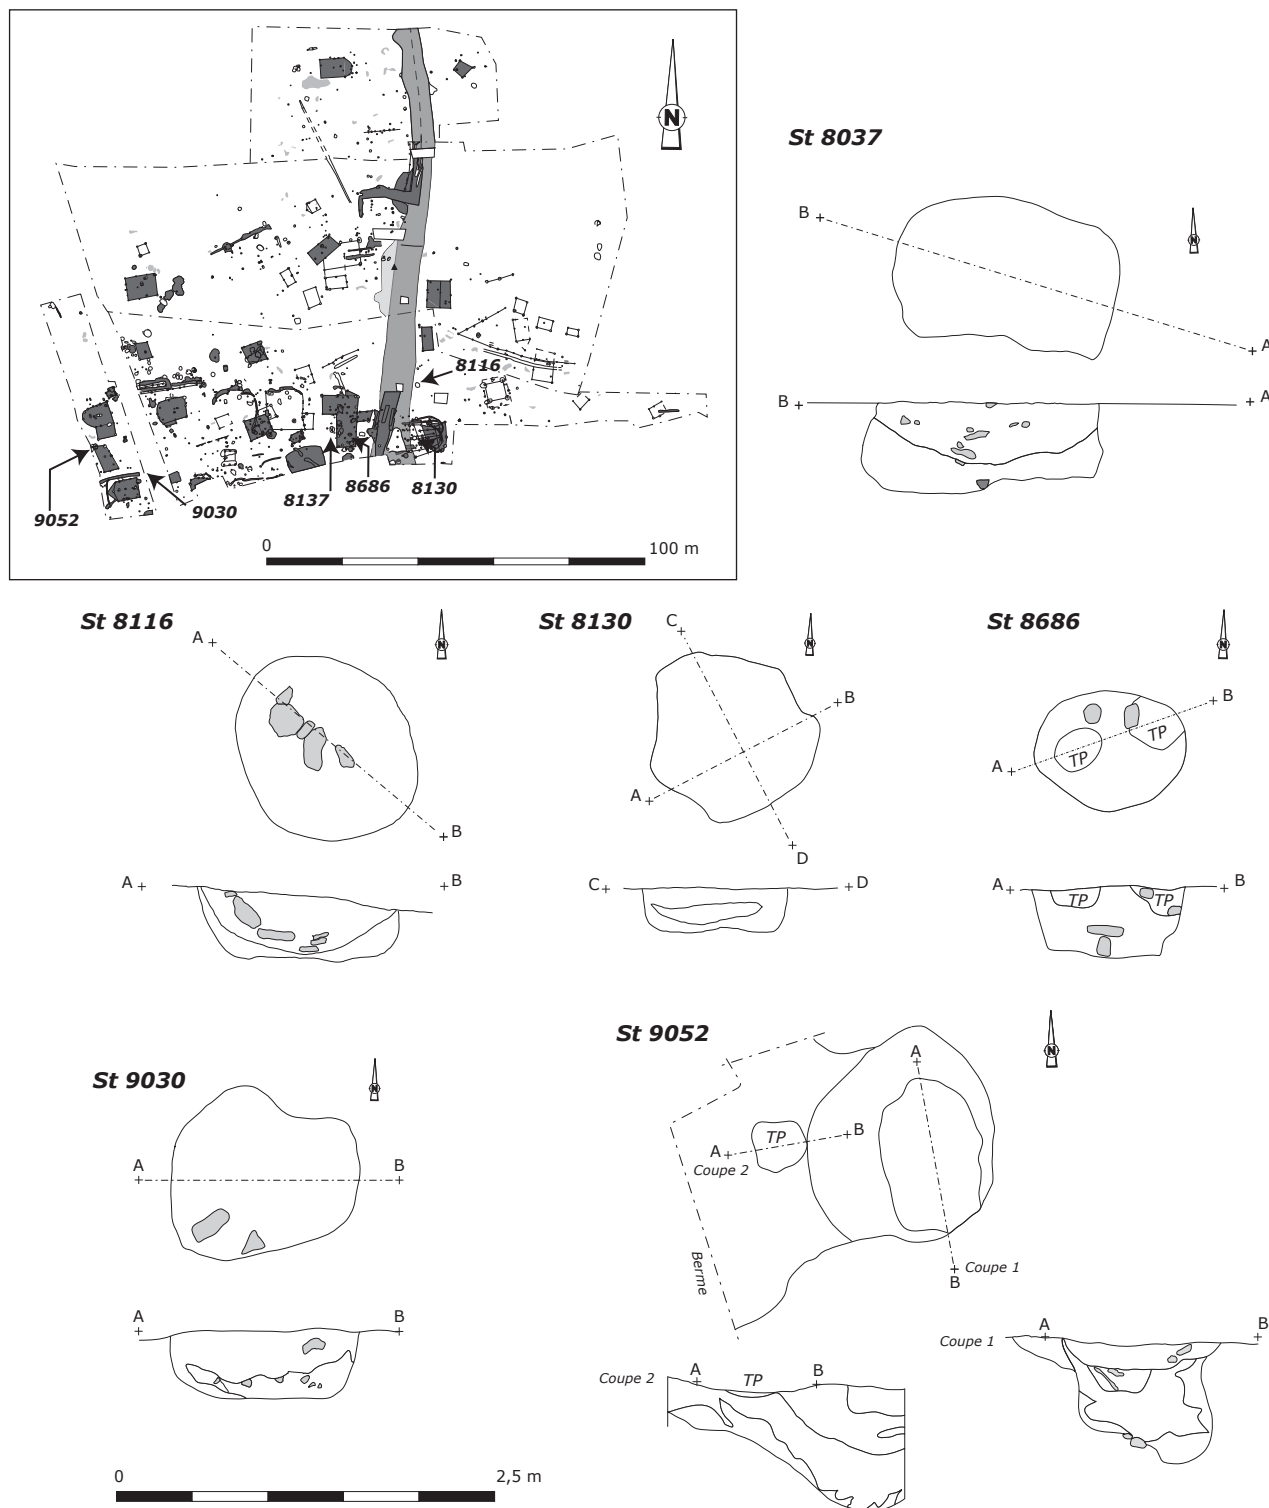 N
8116
8137
8686
8130
9052
9030
0
100 m
St 8037
N
B
A
B
A
St 8116
N
A
B
A
B
St 8130
N
C
B
A
D
C
D
St 8686
N
B
TP
TP
A
A
B
TP
TP
St 9030
N
A
B
A
B
St 9052
N
A
TP
B
A
Coupe 2
Berme
Coupe 1
B
Coupe 2
A
TP
B
Coupe 1
A
B
0
2,5 m